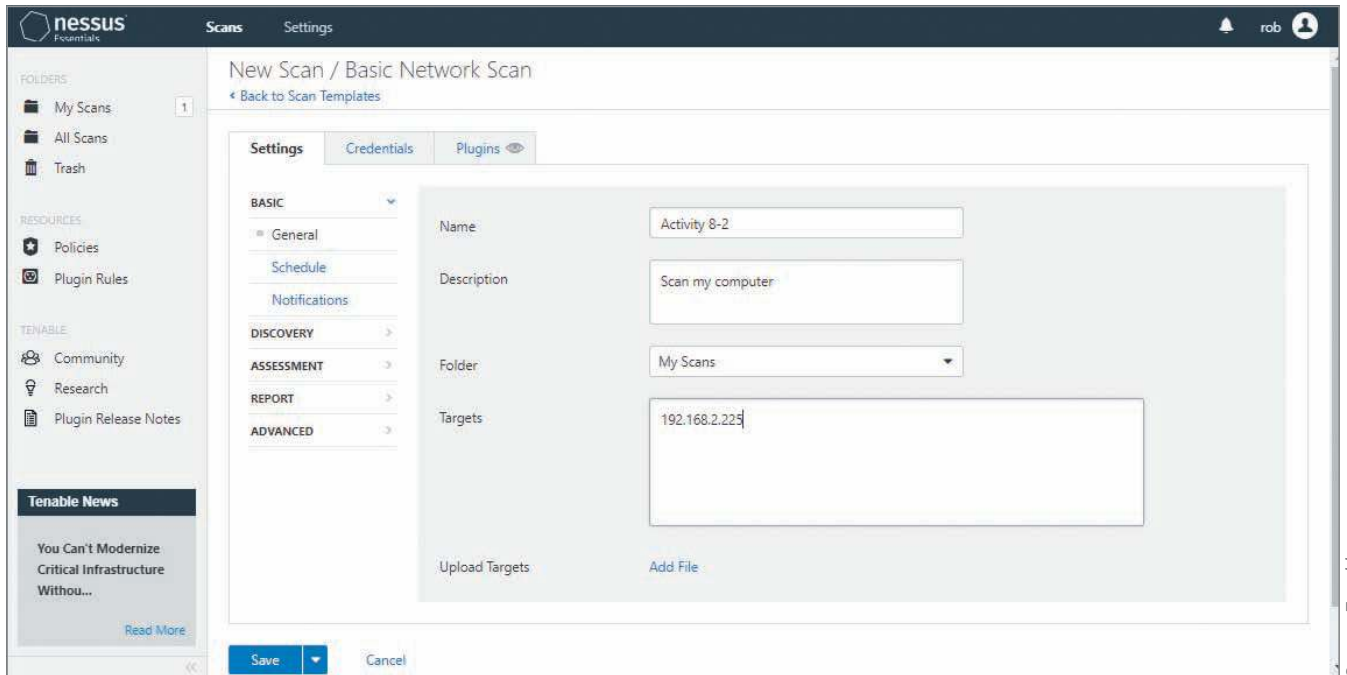 nessus
Essentials
Scans
Settings
rob
FOLDERS
My Scans
1
All Scans
Trash
RESOURCES
Policies
Plugin Rules
TENABLE
Community
Research
Plugin Release Notes
Tenable News
You Can't Modernize
Critical Infrastructure
Withou...
Read More
New Scan / Basic Network Scan
Back to Scan Templates
Settings
Credentials
Plugins
BASIC
General
Schedule
Notifications
DISCOVERY
ASSESSMENT
REPORT
ADVANCED
Name
Activity 8-2
Description
Scan my computer
Folder
My Scans
Targets
192.168.2.225
Upload Targets
Add File
Save
Cancel